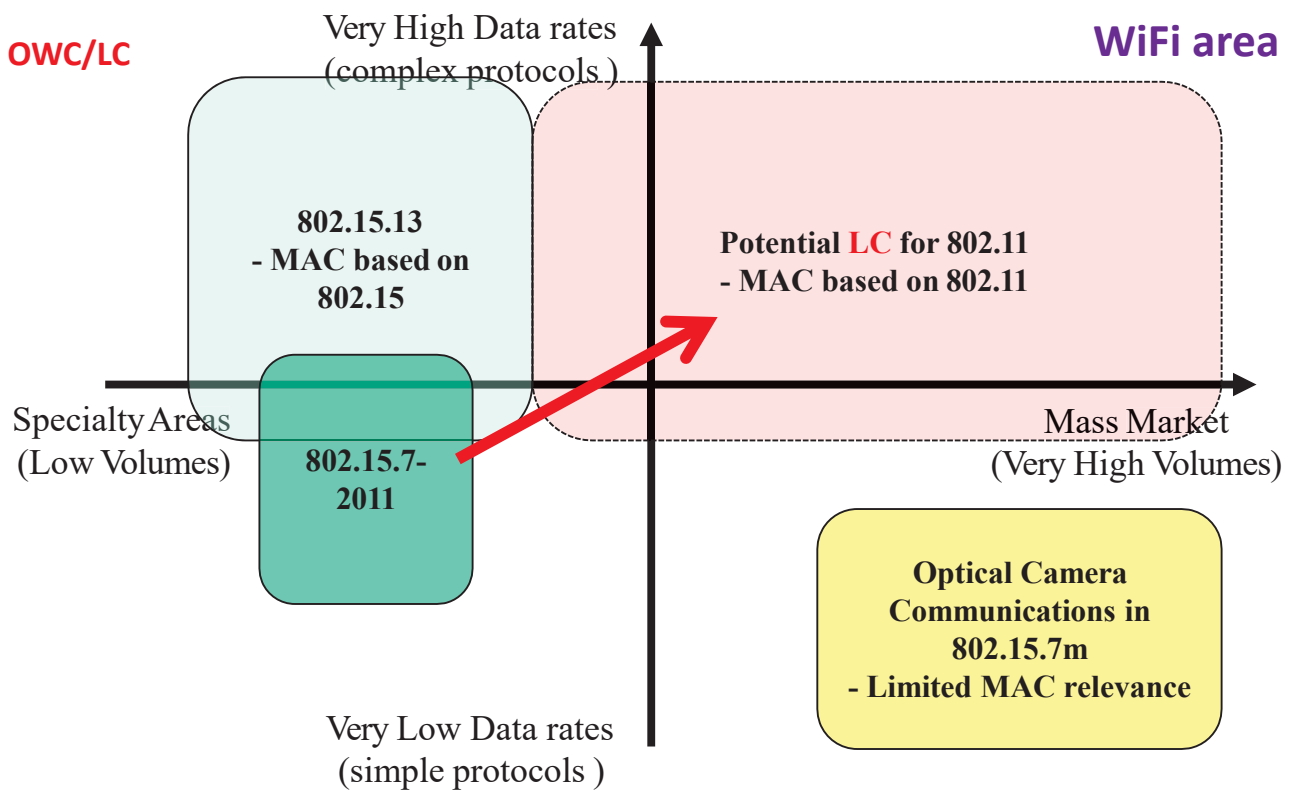 OWC/LC
Very High Data rates
(complex protocols )
WiFi area
802.15.13
- MAC based on
802.15
Potential LC for 802.11
- MAC based on 802.11
Specialty Areas
(Low Volumes)
802.15.7-
2011
Mass Market
(Very High Volumes)
Optical Camera
Communications in
802.15.7m
- Limited MAC relevance
Very Low Data rates
(simple protocols )